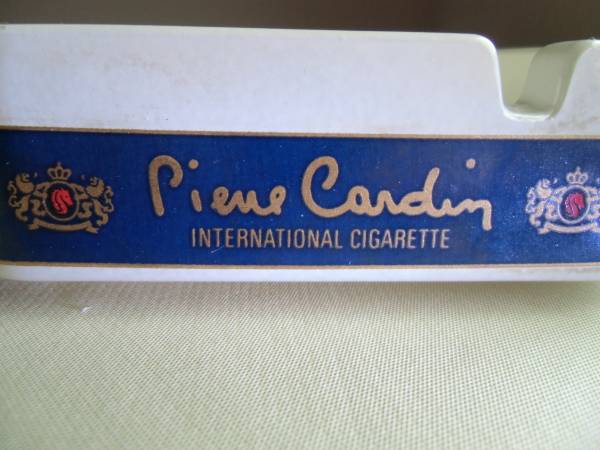 Pierre Cardin
INTERNATIONAL CIGARETTE